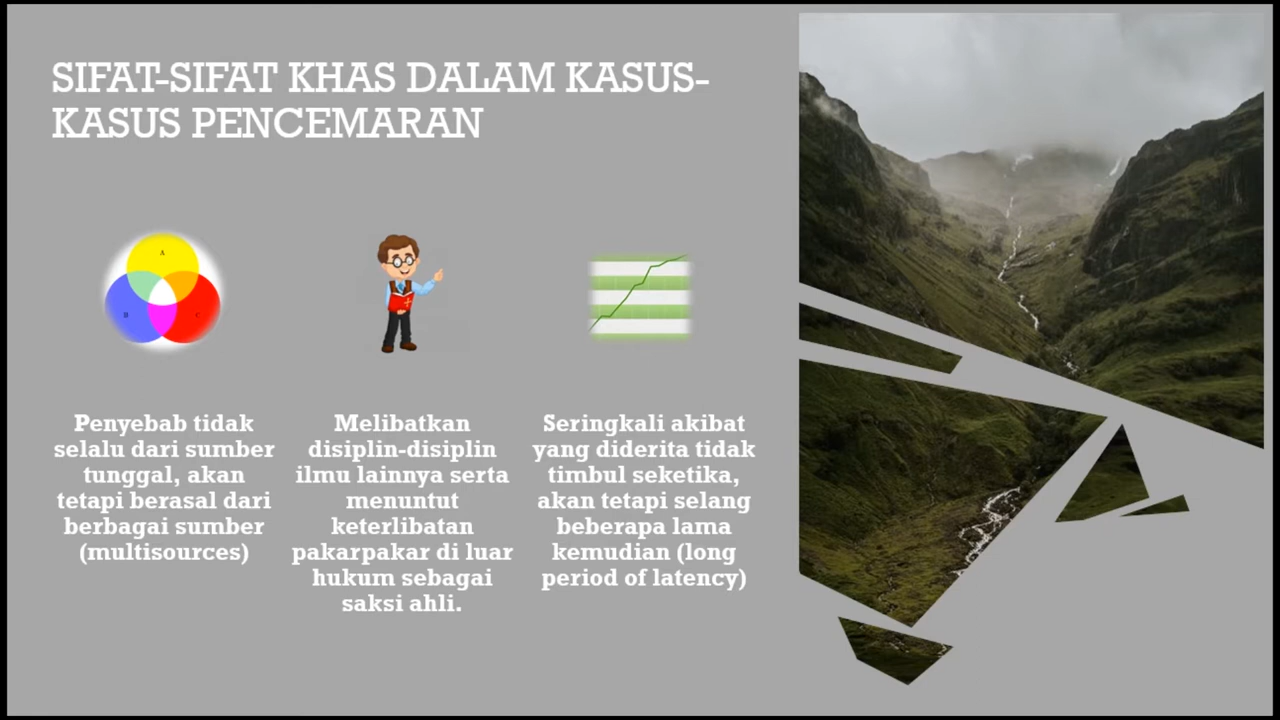 SIFAT-SIFAT KHAS DALAM KASUS-
KASUS PENCEMARAN
A
B
C
Penyebab tidak
selalu dari sumber
tunggal, akan
tetapi berasal dari
berbagai sumber
(multisources)
Melibatkan
disiplin-disiplin
ilmu lainnya serta
menuntut
keterlibatan
pakarpakar di luar
hukum sebagai
saksi ahli.
Seringkali akibat
yang diderita tidak
timbul seketika,
akan tetapi selang
beberapa lama
kemudian (long
period of latency)